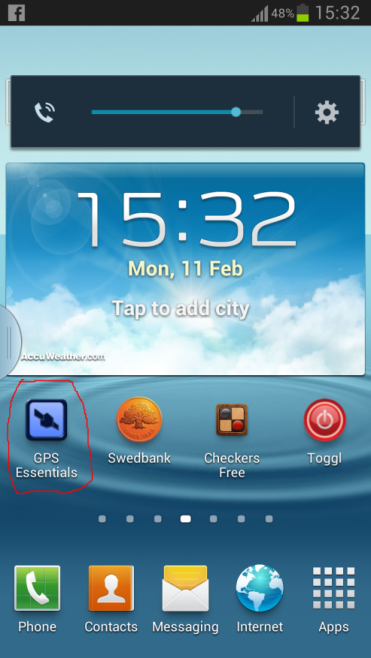 48% 15:32
15:32
Mon, 11 Feb
Tap to add city
AccuWeather.com
GPS Essentials
Swedbank
Checkers Free
Toggl
Phone
Contacts
Messaging
Internet
Apps